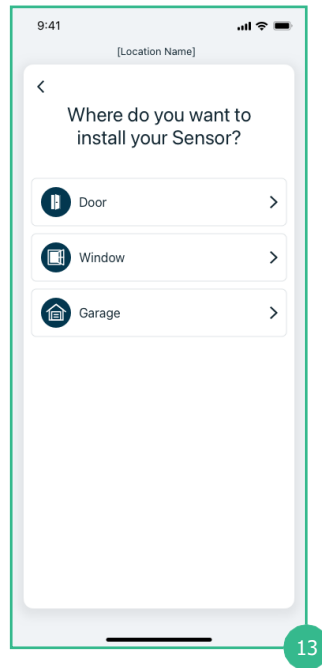 9:41
[Location Name]
Where do you want to
install your Sensor?
Door
Window
Garage
13